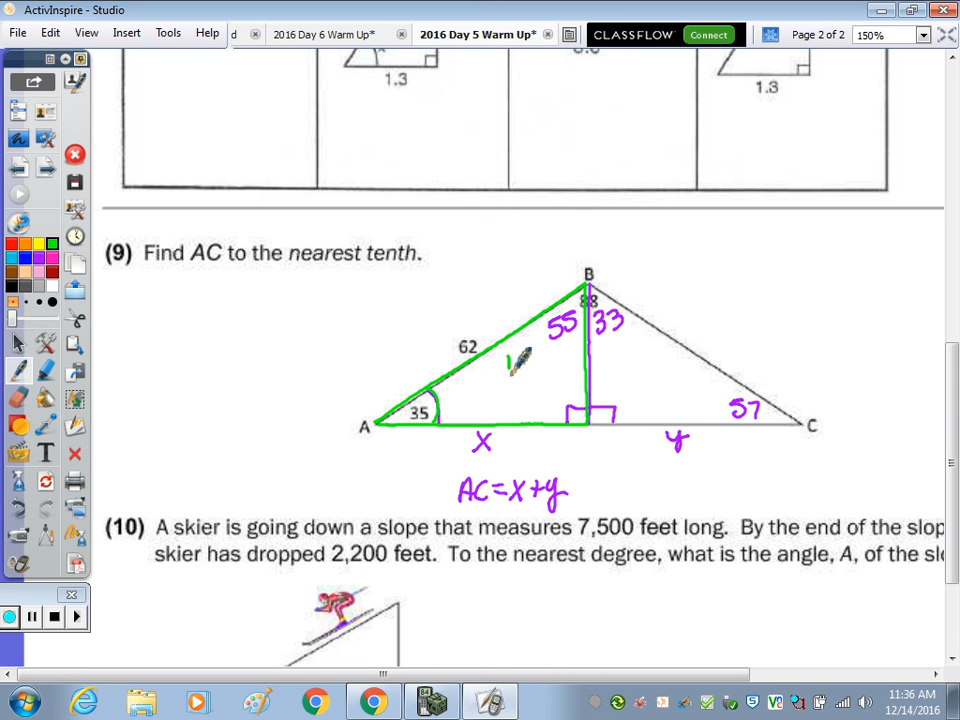 ActivInspire - Studio
File Edit View Insert Tools Help
d
2016 Day 6 Warm Up*
2016 Day 5 Warm Up*
CLASSFLOW
Connect
Page 2 of 2
150%
1.3
1.3
(9) Find AC to the nearest tenth.
B
88
55 33
62
35
57
A
C
x
y
AC=x+y
(10) A skier is going down a slope that measures 7,500 feet long. By the end of the slop
skier has dropped 2,200 feet. To the nearest degree, what is the angle, A, of the sl
11:36 AM
12/14/2016